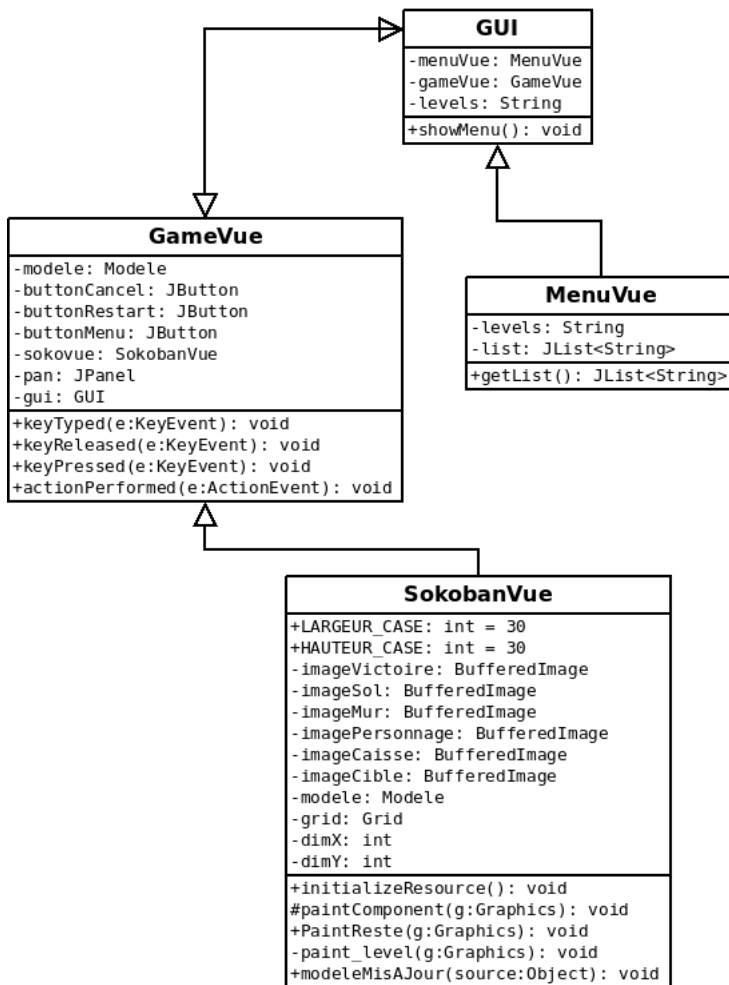 GUI
-menuVue: MenuVue
-gameVue: GameVue
-levels: String
+showMenu(): void
GameVue
-modele: Modele
-buttonCancel: JButton
-buttonRestart: JButton
-buttonMenu: JButton
-sokovue: SokobanVue
-pan: JPanel
-gui: GUI
+keyTyped(e:KeyEvent): void
+keyReleased(e:KeyEvent): void
+keyPressed(e:KeyEvent): void
+actionPerformed(e:ActionEvent): void
MenuVue
-levels: String
-list: JList<String>
+getList(): JList<String>
SokobanVue
+LARGEUR_CASE: int = 30
+HAUTEUR_CASE: int = 30
-imageVictoire: BufferedImage
-imageSol: BufferedImage
-imageMur: BufferedImage
-imagePersonnage: BufferedImage
-imageCaisse: BufferedImage
-imageCible: BufferedImage
-modele: Modele
-grid: Grid
-dimX: int
-dimY: int
+initializeResource(): void
#paintComponent(g:Graphics): void
+PaintReste(g:Graphics): void
-paint_level(g:Graphics): void
+modeleMisAJour(source:Object): void